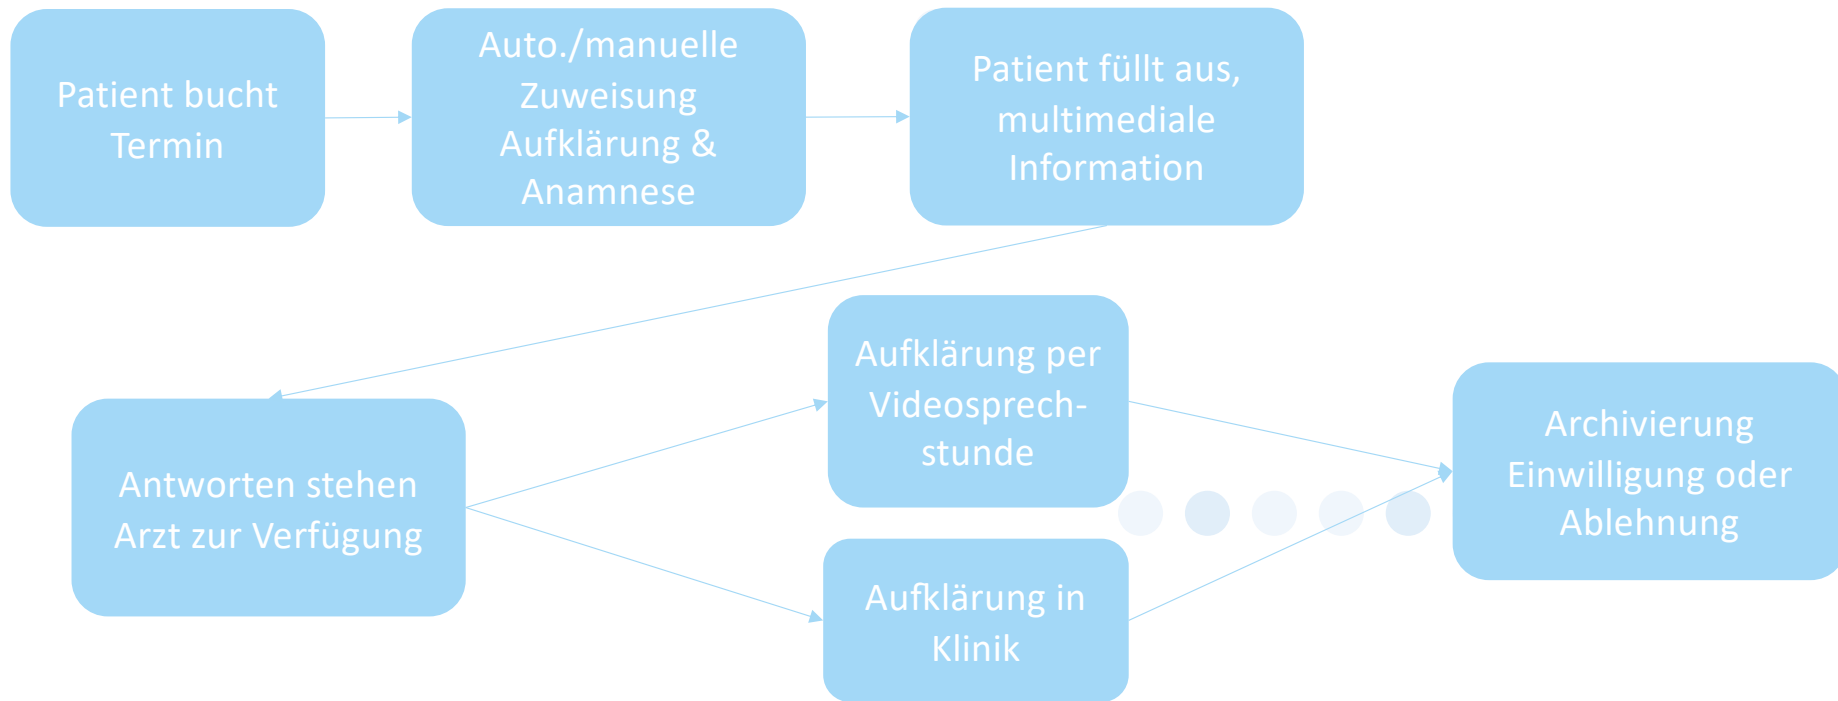 Patient bucht
Termin
Auto./manuelle
Zuweisung
Aufklärung &
Anamnese
Patient füllt aus,
multimediale
Information
Antworten stehen
Arzt zur Verfügung
Aufklärung per
Videosprech-
stunde
Aufklärung in
Klinik
Archivierung
Einwilligung oder
Ablehnung